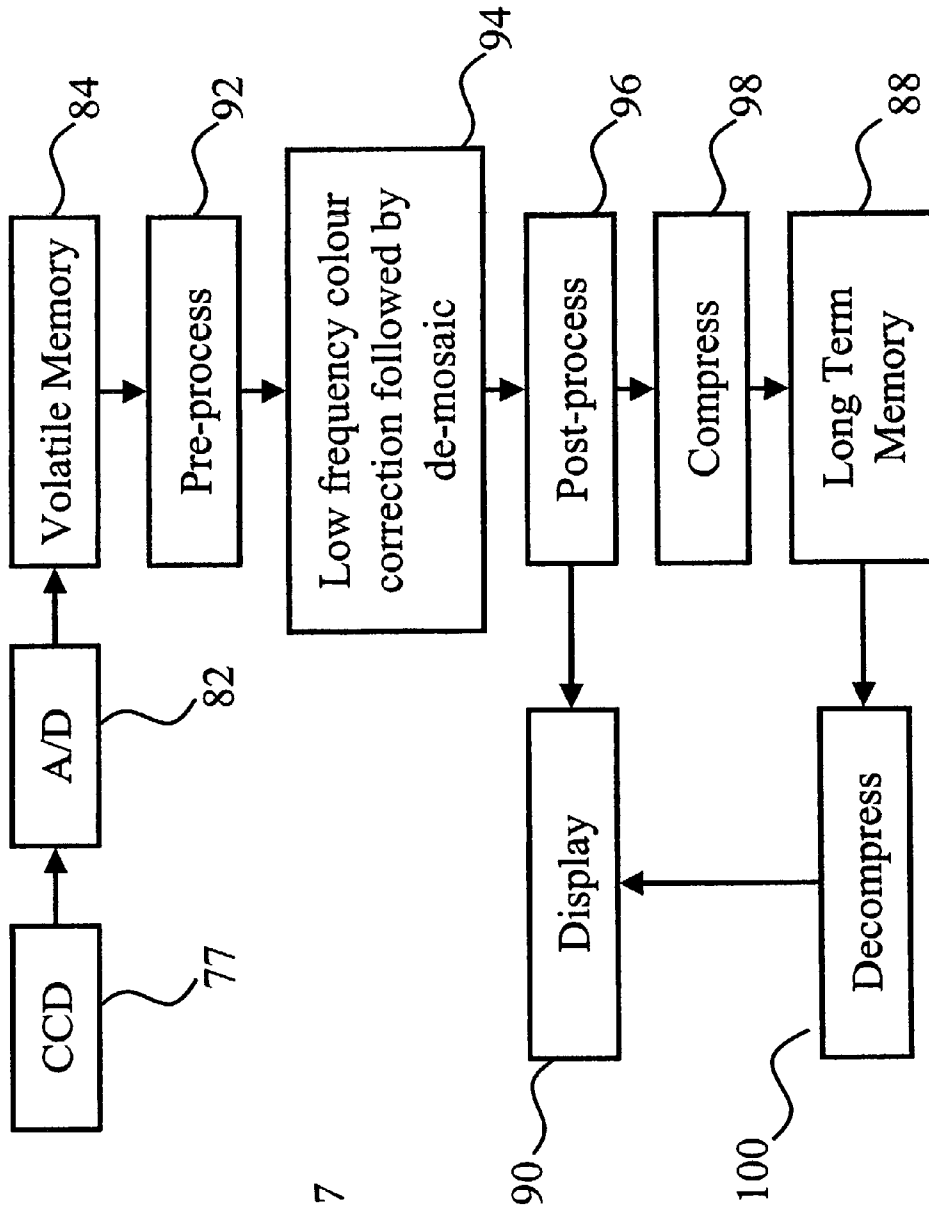 CCD
77
A/D
82
Volatile Memory
84
Pre-process
92
Low frequency colour
correction followed by
de-mosaic
94
7
Post-process
96
Display
90
Compress
98
Long Term
Memory
88
Decompress
100